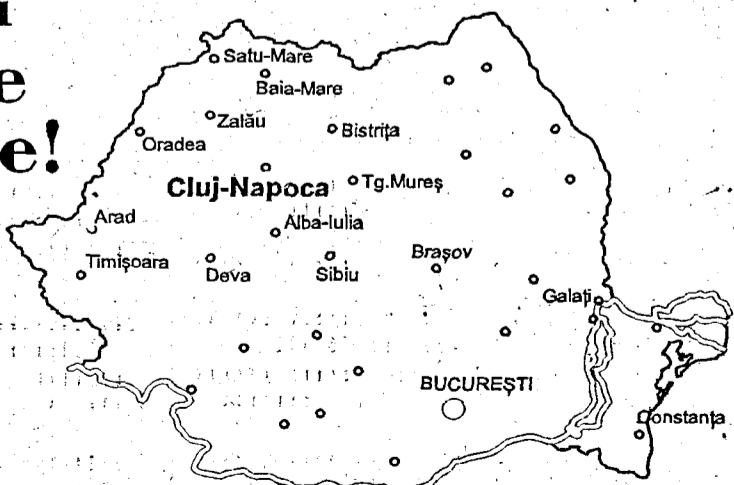 e!
Satu-Mare
Baia-Mare
Zalău
Oradea
Bistrița
Cluj-Napoca
Tg.Mureș
Arad
Alba-Iulia
Timișoara
Deva
Sibiu
Brașov
Galați
BUCUREȘTI
Constanța